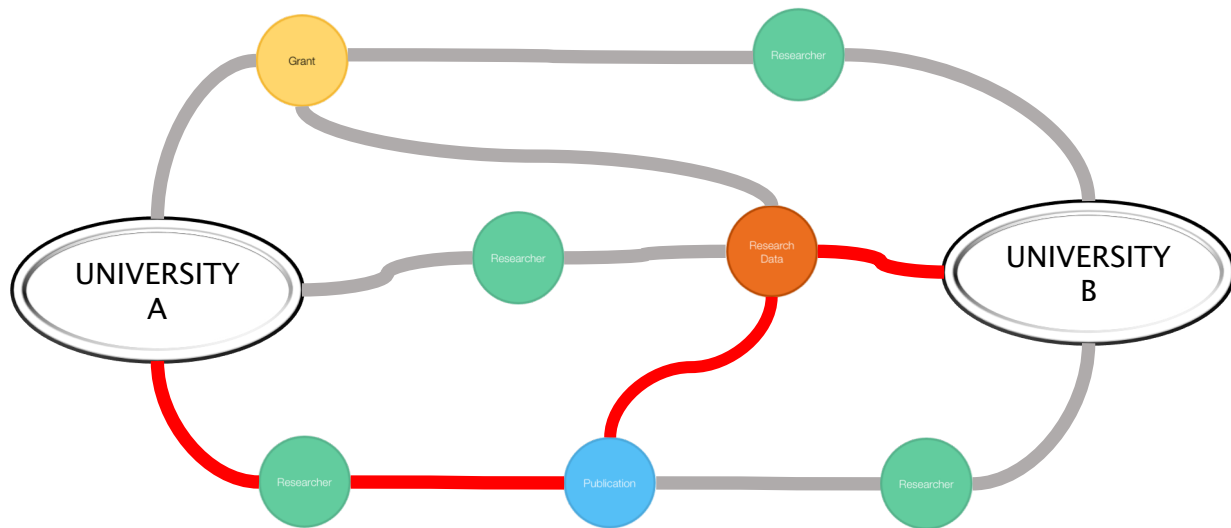 Grant
Researcher
UNIVERSITY
A
Researcher
Research
Data
UNIVERSITY
B
Researcher
Publication
Researcher